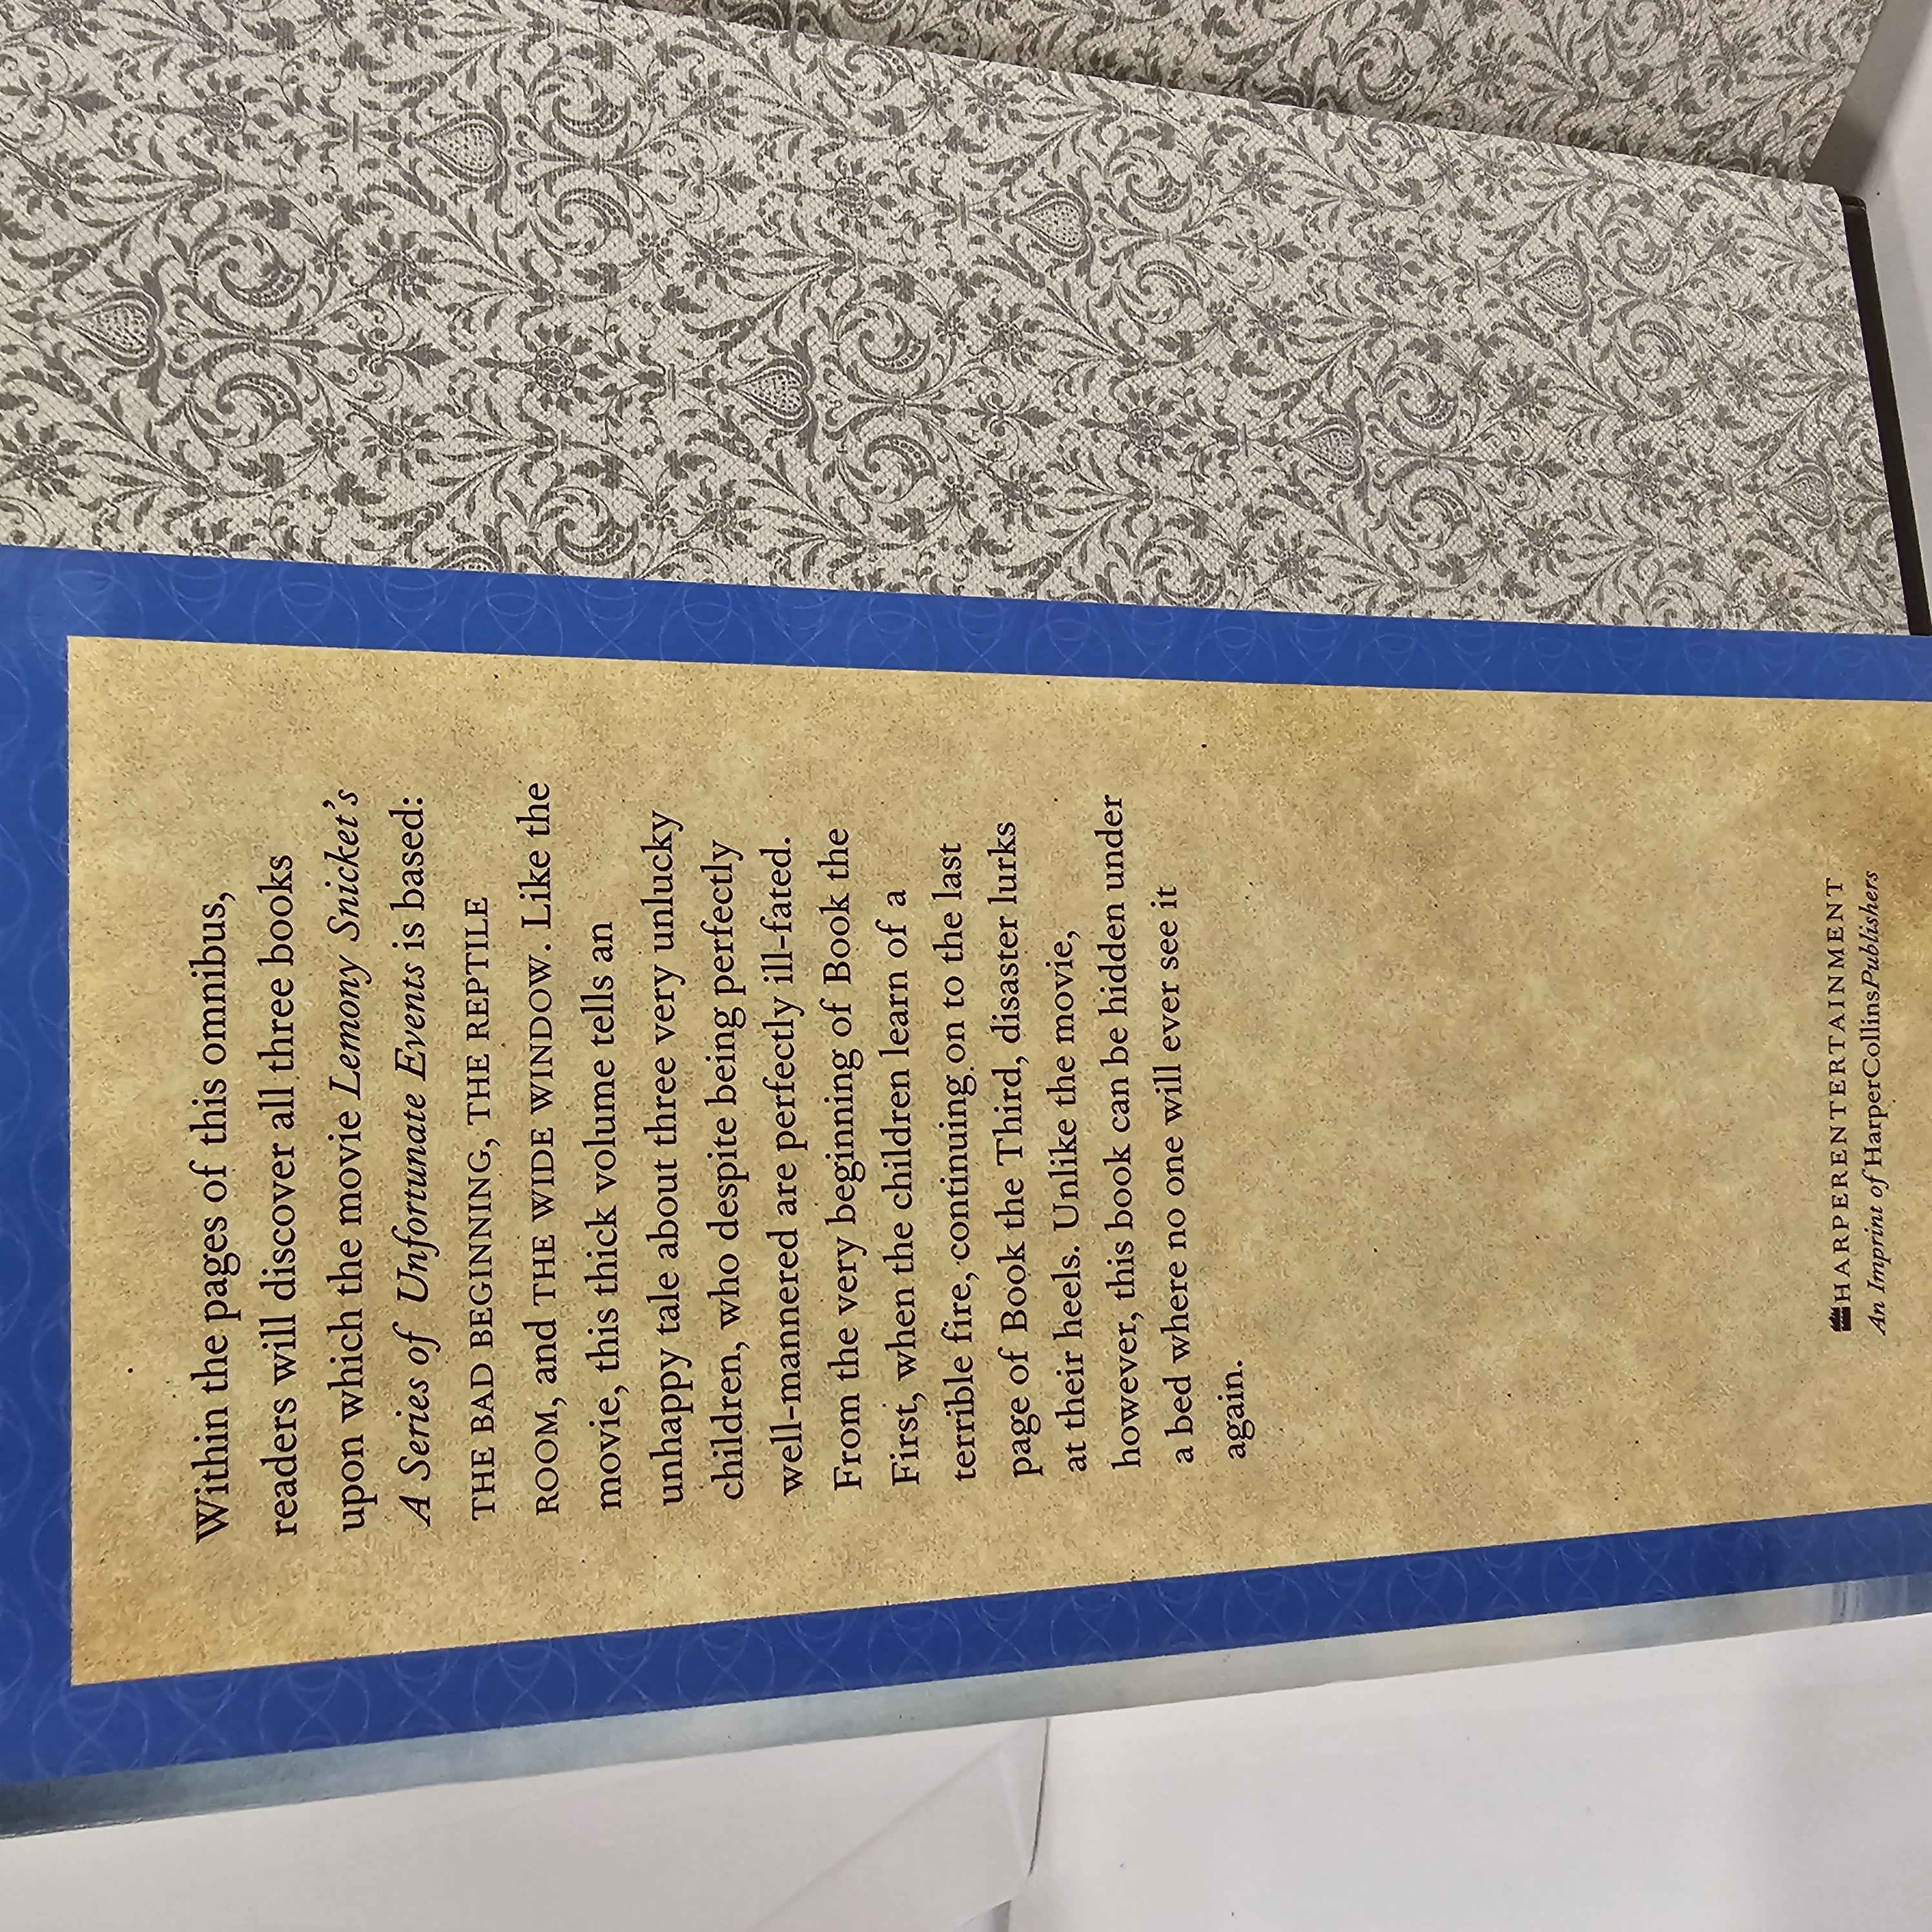 Within the pages of this omnibus,
readers will discover all three books
upon which the movie Lemony Snicket's
A Series of Unfortunate Events is based:
THE BAD BEGINNING, THE REPTILE
ROOM, and THE WIDE WINDOW. Like the
movie, this thick volume tells an
unhappy tale about three very unlucky
children, who despite being perfectly
well-mannered are perfectly ill-fated.
From the very beginning of Book the
First, when the children learn of a
terrible fire, continuing on to the last
page of Book the Third, disaster lurks
at their heels. Unlike the movie,
however, this book can be hidden under
a bed where no one will ever see it
again.
HARPERENTERTAINMENT
An Imprint of HarperCollinsPublishers